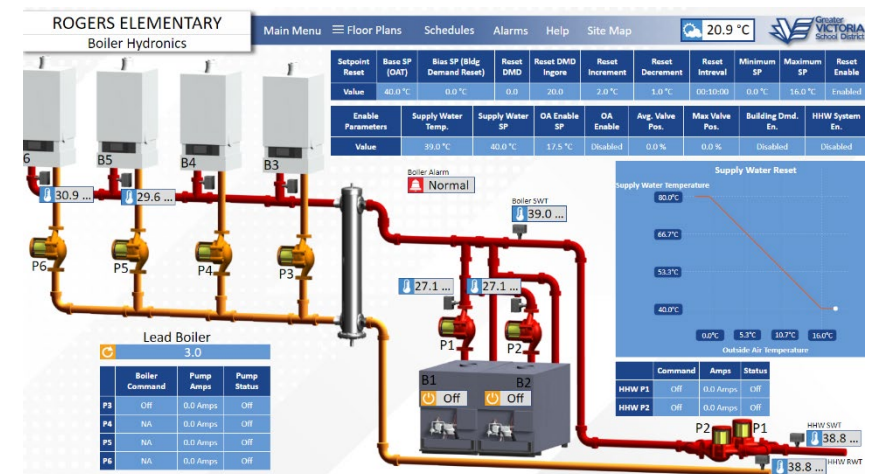 ROGERS ELEMENTARY
Boiler Hydronics
Main Menu Floor Plans Schedules Alarms Help Site Map 20.9 °C
Greater
VICTORIA
School District
Setpoint Reset Base SP (OAT) Bias SP (Bldg Demand Reset) Reset DMD Reset DMD Ingore Reset Increment Reset Decrement Reset Intreval Minimum SP Maximum SP Reset Enable
Value 40.0 °C 0.0 °C 0.0 20.0 2.0 °C 1.0 °C 00:10:00 0.0 °C 16.0 °C Enabled
Enable Parameters Supply Water Temp. Supply Water SP OA Enable SP OA Enable Avg. Valve Pos. Max Valve Pos. Building Dmd. En. HHW System En.
Value 39.0 °C 40.0 °C 17.5 °C Disabled 0.0 % 0.0 % Disabled Disabled
6 B5 B4 B3
30.9 ... 29.6 ...
P6 P5 P4 P3
Boiler Alarm
Normal
Boiler SWT
39.0 ...
27.1 ... 27.1 ...
P1 P2
B1 B2
Off Off
Supply Water Reset
Supply Water Temperature
80.0°C
66.7°C
53.3°C
40.0°C
0.0°C 5.3°C 10.7°C 16.0°C
Outside Air Temperature
Lead Boiler
3.0
Boiler Command Pump Amps Pump Status
P3 Off 0.0 Amps Off
P4 NA 0.0 Amps Off
P5 NA 0.0 Amps Off
P6 NA 0.0 Amps Off
Command Amps Status
HHW P1 Off 0.0 Amps Off
HHW P2 Off 0.0 Amps Off
P2 P1
HHW SWT
38.8 ...
HHW RWT
38.8 ...